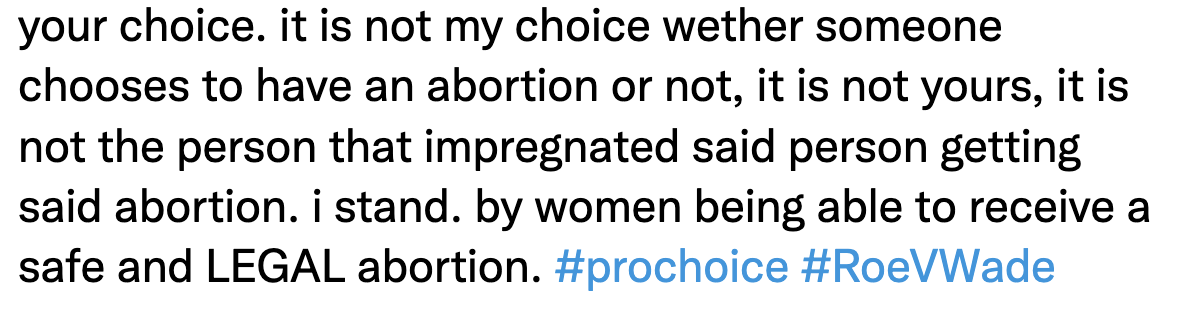 your choice. it is not my choice wether someone
chooses to have an abortion or not, it is not yours, it is
not the person that impregnated said person getting
said abortion. i stand. by women being able to receive a
safe and LEGAL abortion. #prochoice #RoeVWade